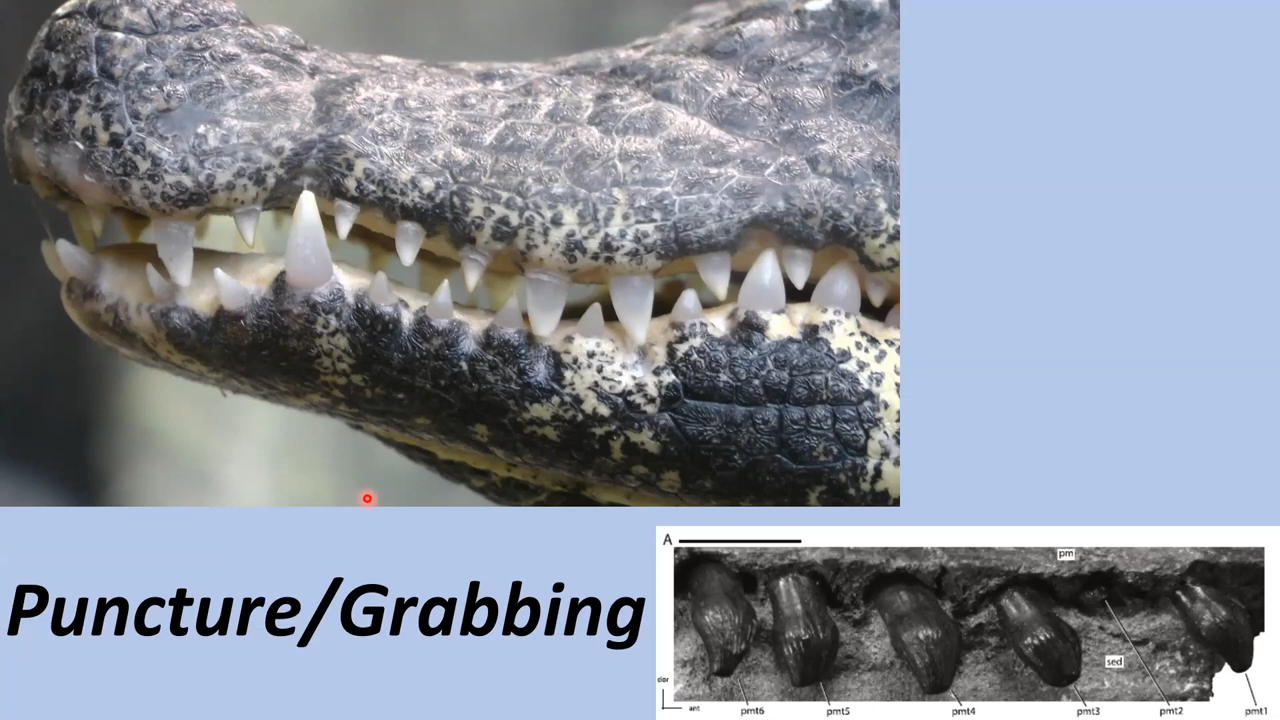 Puncture/Grabbing
A
pm
sed
dor
ant
pmt6
pmt5
pmt4
pmt3
pmt2
pmt1